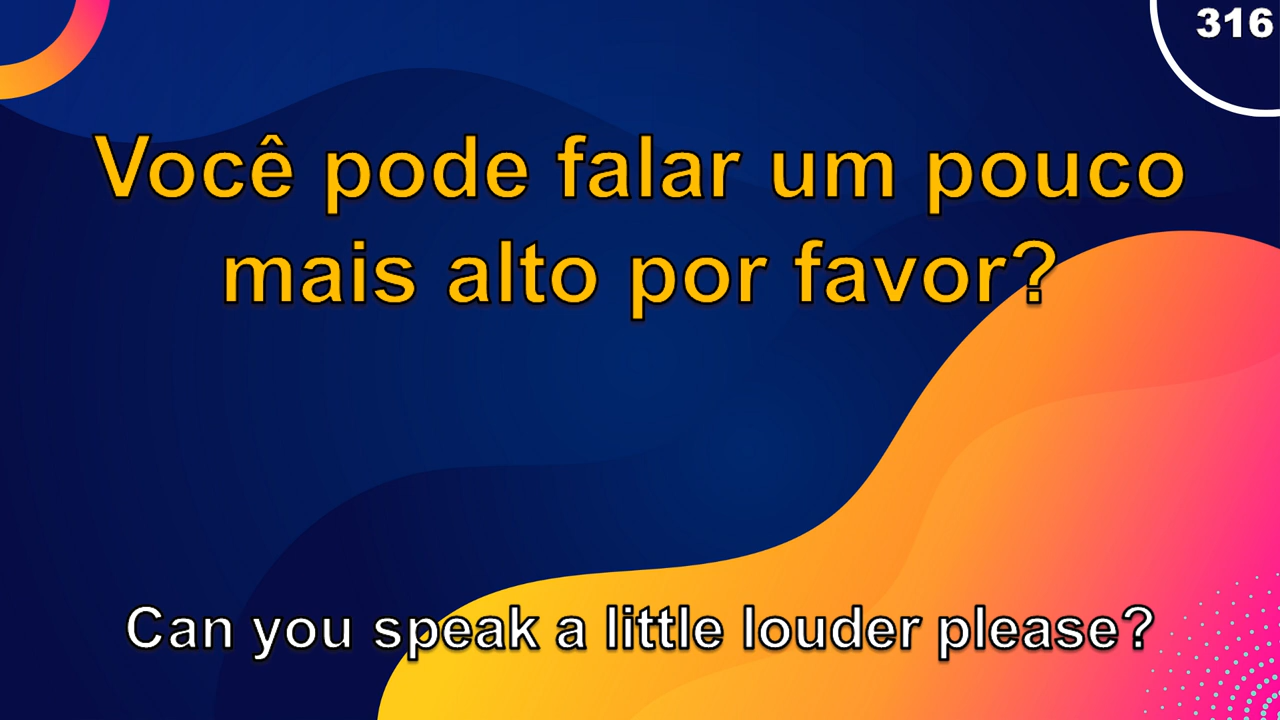 316
Você pode falar um pouco
mais alto por favor?
Can you speak a little louder please?